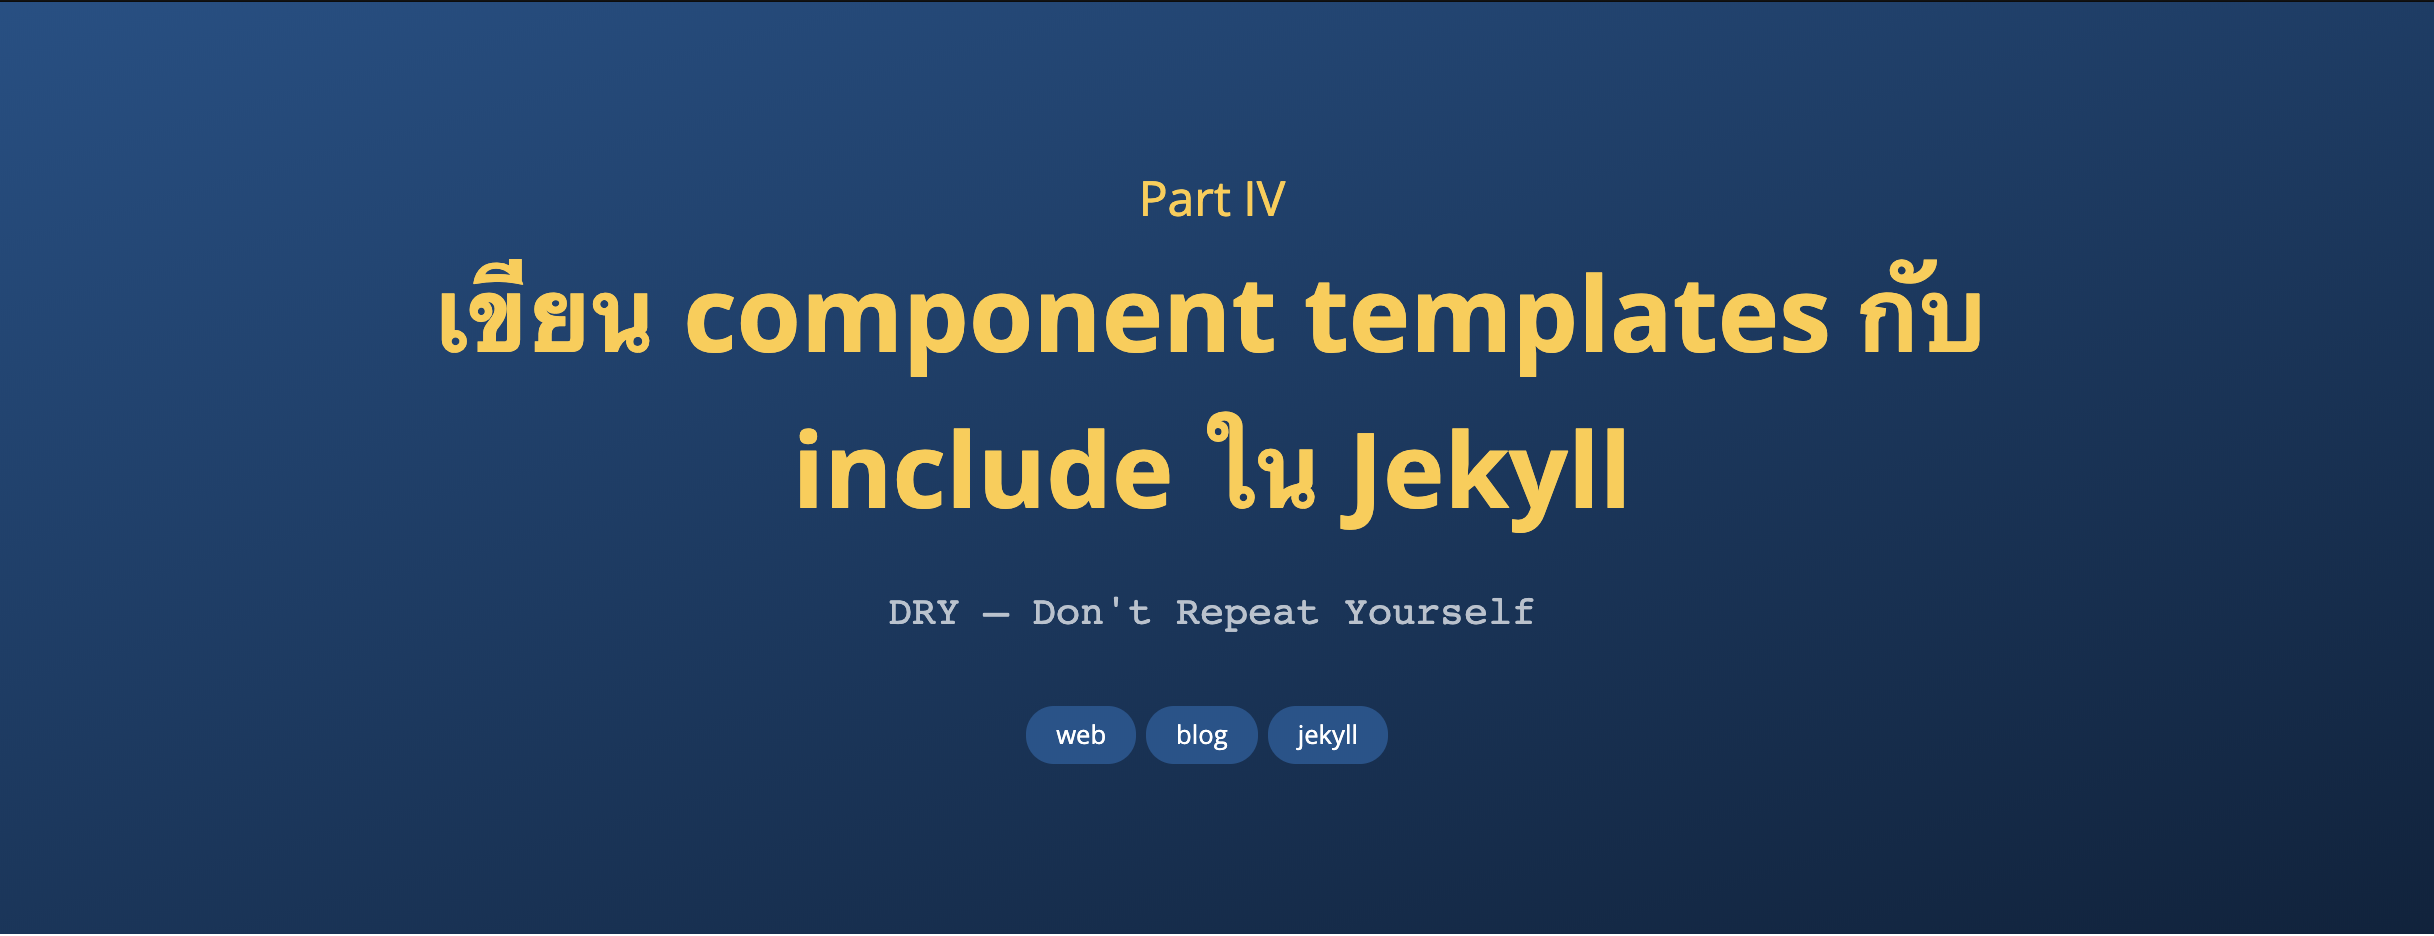 Part IV
เขียน component templates กับ
include ใน Jekyll
DRY — Don't Repeat Yourself
web blog jekyll